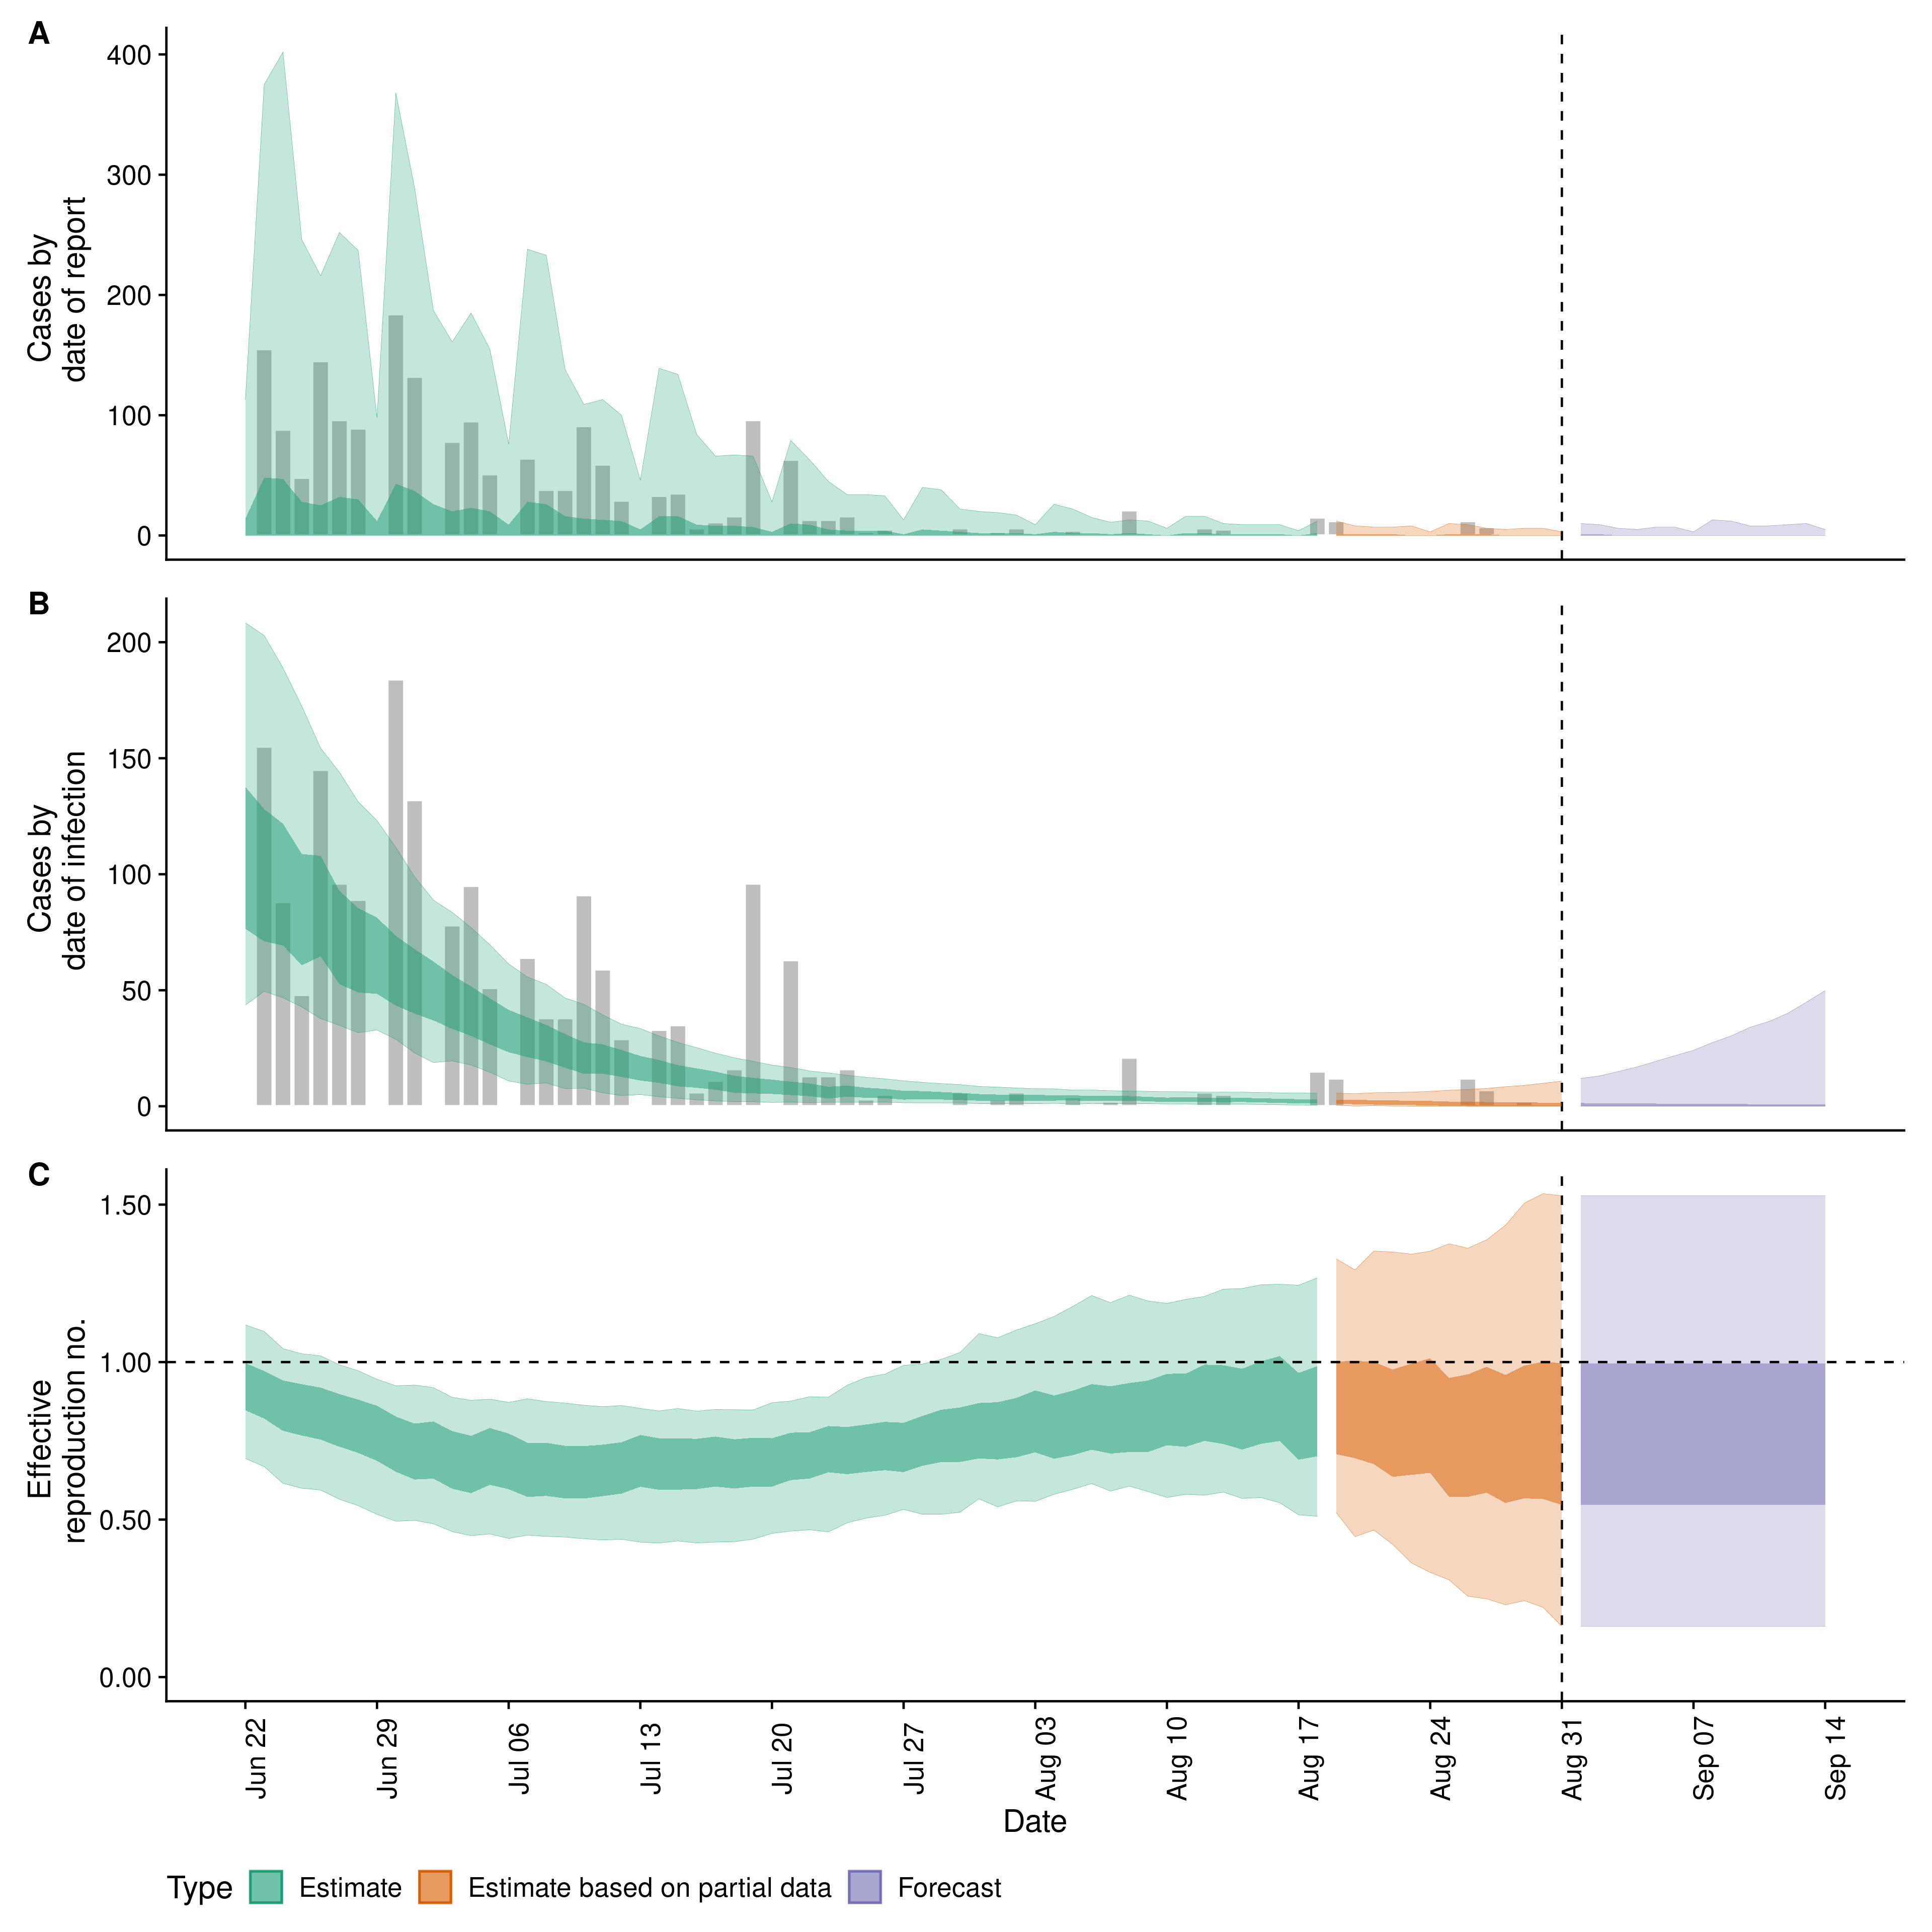 A
400
300
200
100
0
Cases by
date of report
B
200
150
100
50
0
Cases by
date of infection
C
1.50
1.00
0.50
0.00
Effective
reproduction no.
Jun 22
Jun 29
Jul 06
Jul 13
Jul 20
Jul 27
Aug 03
Aug 10
Aug 17
Aug 24
Aug 31
Sep 07
Sep 14
Date
Type Estimate Estimate based on partial data Forecast